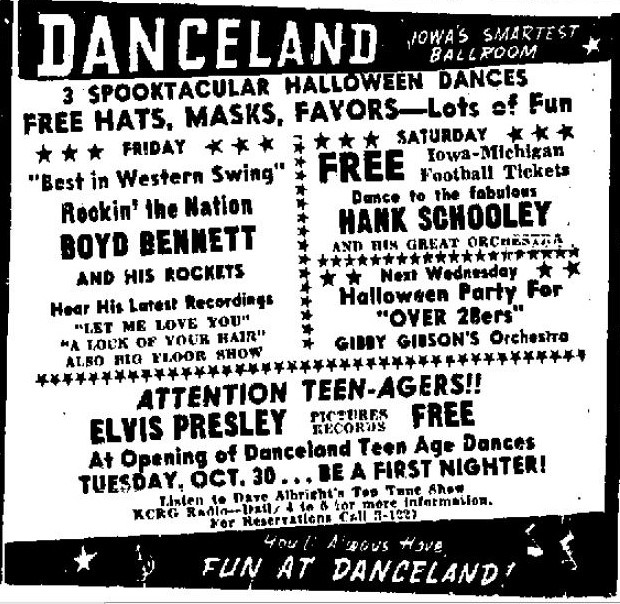 DANCELAND
IOWA'S SMARTEST
BALLROOM
3 SPOOKTACULAR HALLOWEEN DANCES
FREE HATS, MASKS, FAVORS—Lots of Fun
FRIDAY
"Best in Western Swing"
Rockin' the Nation
BOYD BENNETT
AND HIS ROCKETS
Hear His Latest Recordings
"LET ME LOVE YOU"
"A LOCK OF YOUR HAIR"
ALSO BIG FLOOR SHOW
SATURDAY
FREE Iowa-Michigan
Football Tickets
Dance to the fabulous
HANK SCHOOLEY
AND HIS GREAT ORCHESTRA
Next Wednesday
Halloween Party For
"OVER 28ers"
GIBBY GIBSON'S Orchestra
ATTENTION TEEN-AGERS!!
ELVIS PRESLEY PICTURES RECORDS FREE
At Opening of Danceland Teen Age Dances
TUESDAY, OCT. 30... BE A FIRST NIGHTER!
Listen to Dave Albright's Top Tune Show
KCRG Radio—Daily 4 to 5 for more information.
For Reservations Call
You'll Always Have
FUN AT DANCELAND!